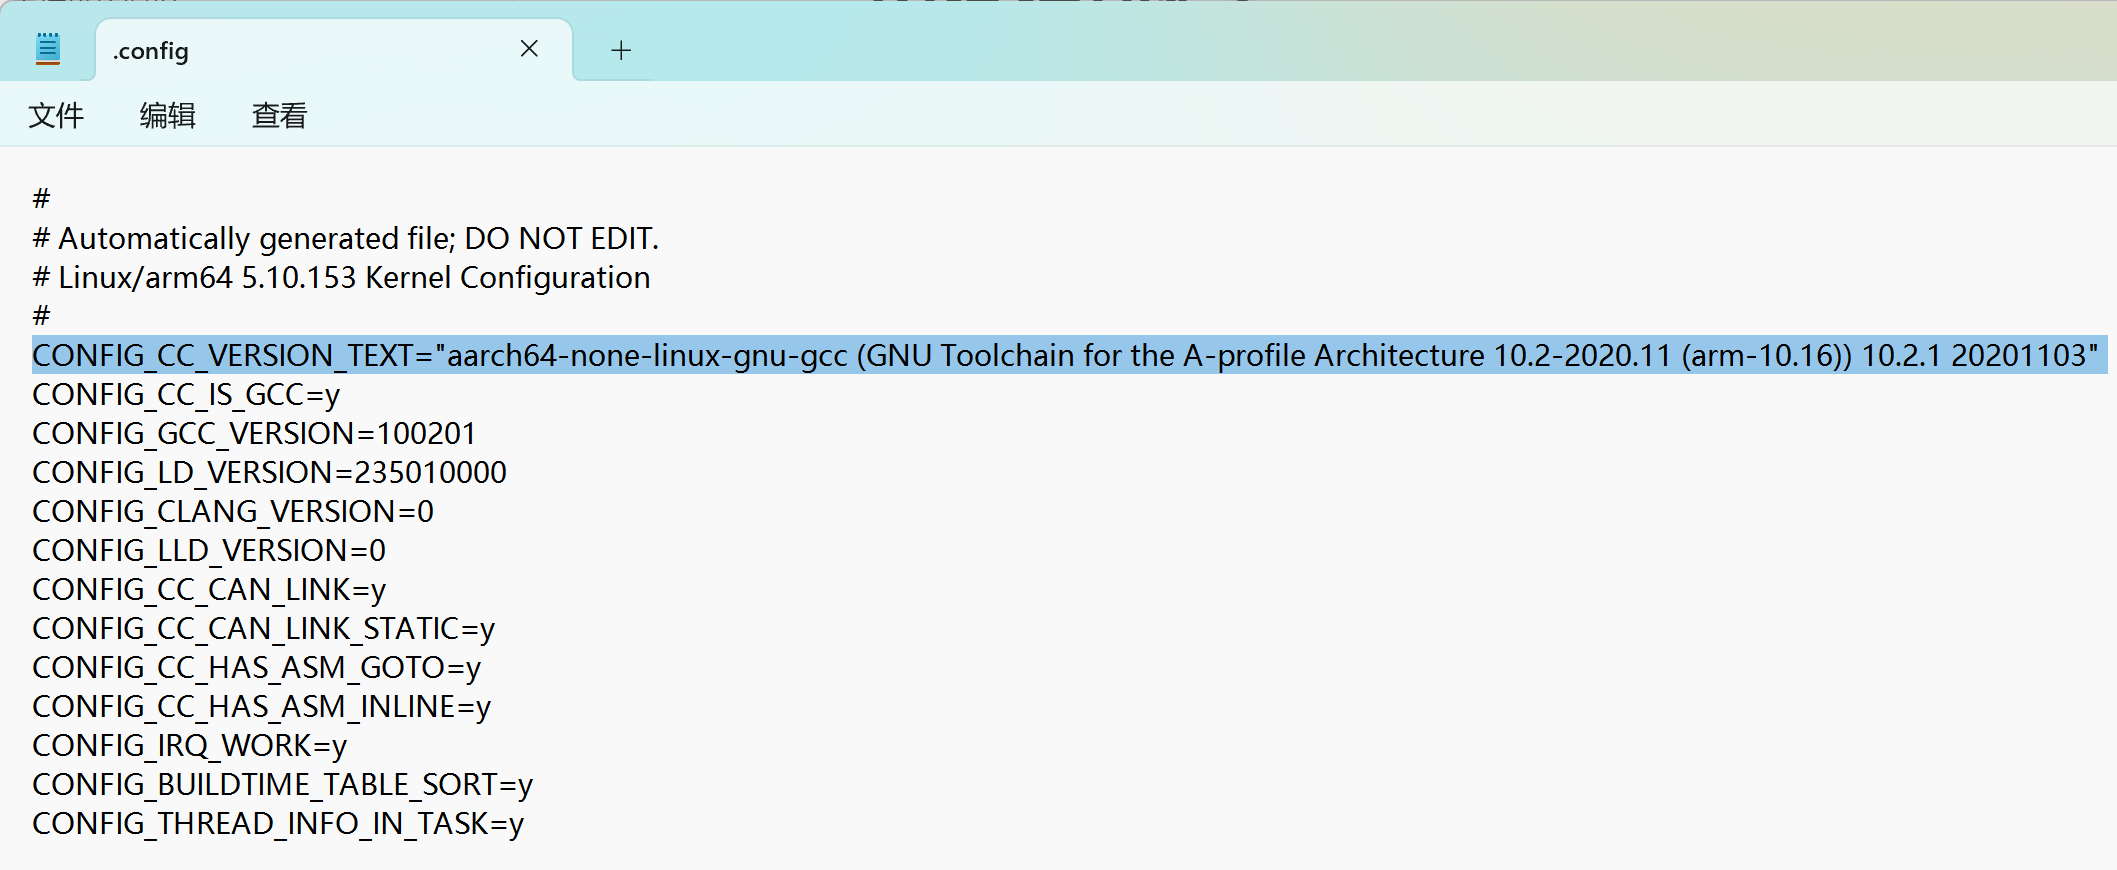 .config
文件 编辑 查看
#
# Automatically generated file; DO NOT EDIT.
# Linux/arm64 5.10.153 Kernel Configuration
#
CONFIG_CC_VERSION_TEXT="aarch64-none-linux-gnu-gcc (GNU Toolchain for the A-profile Architecture 10.2-2020.11 (arm-10.16)) 10.2.1 20201103"
CONFIG_CC_IS_GCC=y
CONFIG_GCC_VERSION=100201
CONFIG_LD_VERSION=235010000
CONFIG_CLANG_VERSION=0
CONFIG_LLD_VERSION=0
CONFIG_CC_CAN_LINK=y
CONFIG_CC_CAN_LINK_STATIC=y
CONFIG_CC_HAS_ASM_GOTO=y
CONFIG_CC_HAS_ASM_INLINE=y
CONFIG_IRQ_WORK=y
CONFIG_BUILDTIME_TABLE_SORT=y
CONFIG_THREAD_INFO_IN_TASK=y